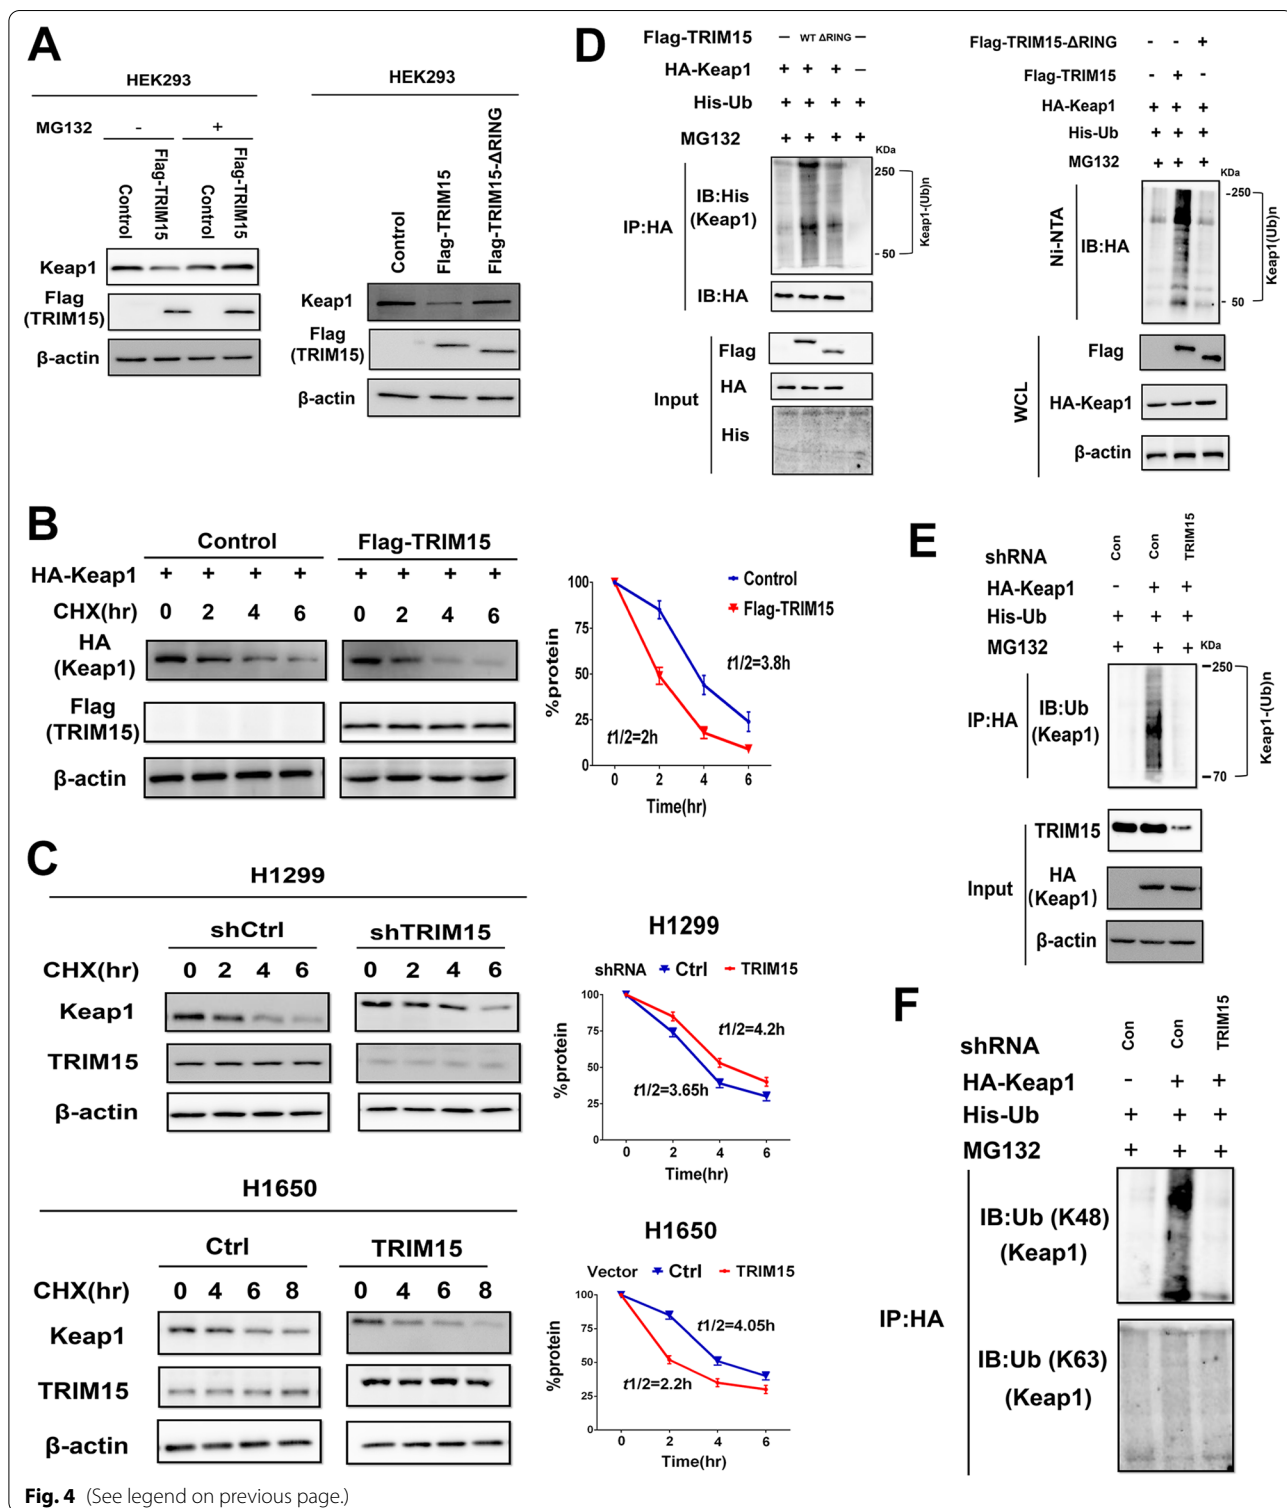 A
HEK293
MG132 - +
Control Flag-TRIM15 Control Flag-TRIM15
Keap1
Flag
(TRIM15)
β-actin
HEK293
Control Flag-TRIM15 Flag-TRIM15-ΔRING
Keap1
Flag
(TRIM15)
β-actin
B
Control Flag-TRIM15
HA-Keap1 + + + + + + + +
CHX(hr) 0 2 4 6 0 2 4 6
HA
(Keap1)
Flag
(TRIM15)
β-actin
Control
Flag-TRIM15
t1/2=3.8h
t1/2=2h
%protein
100
75
50
25
0
0 2 4 6
Time(hr)
C
H1299
shCtrl shTRIM15
CHX(hr) 0 2 4 6 0 2 4 6
Keap1
TRIM15
β-actin
H1299
shRNA Ctrl TRIM15
t1/2=4.2h
t1/2=3.65h
%protein
100
75
50
25
0
0 2 4 6
Time(hr)
H1650
Ctrl TRIM15
CHX(hr) 0 4 6 8 0 4 6 8
Keap1
TRIM15
β-actin
H1650
Vector Ctrl TRIM15
t1/2=4.05h
t1/2=2.2h
%protein
100
75
50
25
0
0 2 4 6
Time(hr)
D
Flag-TRIM15 − WT ΔRING −
HA-Keap1 + + + −
His-Ub + + + +
MG132 + + + +
KDa
250
50
Keap1-(Ub)n
IP:HA
IB:His
(Keap1)
IB:HA
Input
Flag
HA
His
Flag-TRIM15-ΔRING - - +
Flag-TRIM15 - + -
HA-Keap1 + + +
His-Ub + + +
MG132 + + +
KDa
-250
- 50
Keap1(Ub)n
Ni-NTA
IB:HA
WCL
Flag
HA-Keap1
β-actin
E
shRNA Con Con TRIM15
HA-Keap1 - + +
His-Ub + + +
MG132 + + +
KDa
−250
−70
Keap1-(Ub)n
IP:HA
IB:Ub
(Keap1)
Input
TRIM15
HA
(Keap1)
β-actin
F
shRNA Con Con TRIM15
HA-Keap1 - + +
His-Ub + + +
MG132 + + +
IP:HA
IB:Ub (K48)
(Keap1)
IB:Ub (K63)
(Keap1)
Fig. 4 (See legend on previous page.)